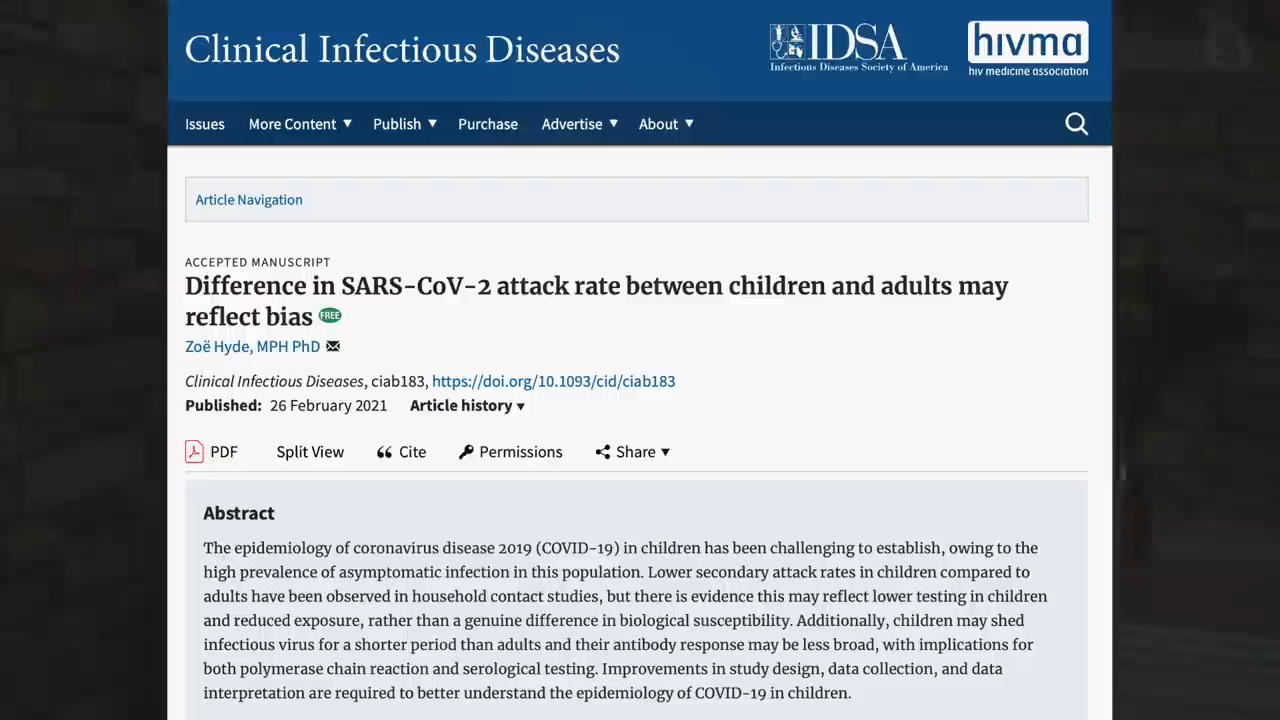 Clinical Infectious Diseases
IDSA
Infectious Diseases Society of America
hivma
hiv medicine association
Issues More Content ▼ Publish ▼ Purchase Advertise ▼ About ▼
Article Navigation
ACCEPTED MANUSCRIPT
Difference in SARS-CoV-2 attack rate between children and adults may
reflect bias FREE
Zoë Hyde, MPH PhD
Clinical Infectious Diseases, ciab183, https://doi.org/10.1093/cid/ciab183
Published: 26 February 2021 Article history ▾
PDF Split View Cite Permissions Share ▼
Abstract
The epidemiology of coronavirus disease 2019 (COVID-19) in children has been challenging to establish, owing to the
high prevalence of asymptomatic infection in this population. Lower secondary attack rates in children compared to
adults have been observed in household contact studies, but there is evidence this may reflect lower testing in children
and reduced exposure, rather than a genuine difference in biological susceptibility. Additionally, children may shed
infectious virus for a shorter period than adults and their antibody response may be less broad, with implications for
both polymerase chain reaction and serological testing. Improvements in study design, data collection, and data
interpretation are required to better understand the epidemiology of COVID-19 in children.